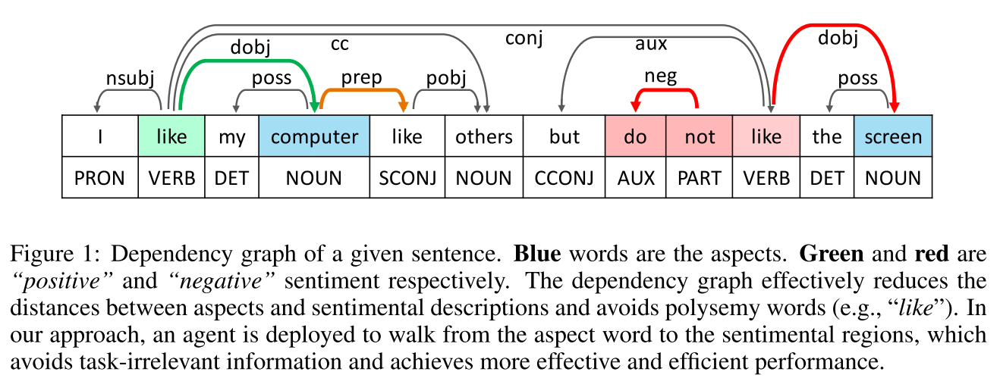 conj
cc
aux
dobj
dobj
nsubj
poss
prep
pobj
neg
poss
I like my computer like others but do not like the screen
PRON VERB DET NOUN SCONJ NOUN CCONJ AUX PART VERB DET NOUN
Figure 1: Dependency graph of a given sentence. Blue words are the aspects. Green and red are
“positive” and “negative” sentiment respectively. The dependency graph effectively reduces the
distances between aspects and sentimental descriptions and avoids polysemy words (e.g., “like”). In
our approach, an agent is deployed to walk from the aspect word to the sentimental regions, which
avoids task-irrelevant information and achieves more effective and efficient performance.